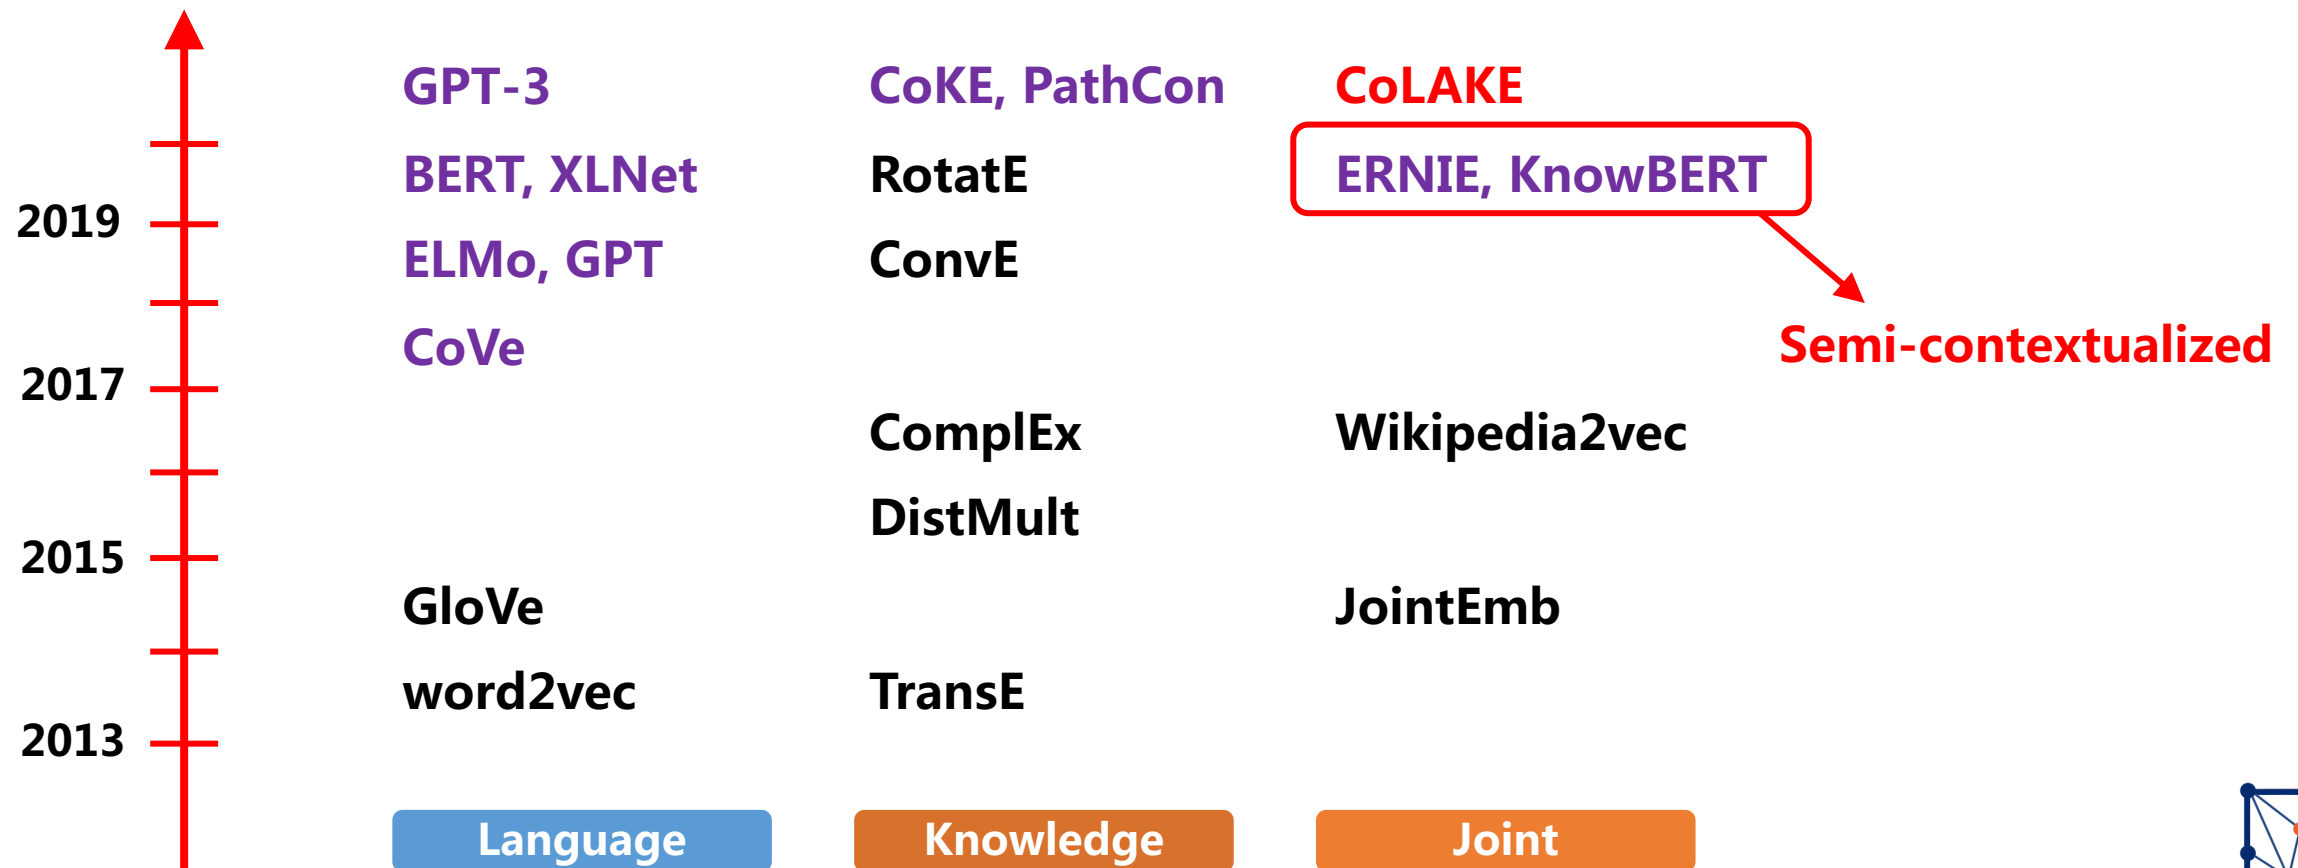 GPT-3 CoKE, PathCon CoLAKE
BERT, XLNet RotatE ERNIE, KnowBERT
2019
ELMo, GPT ConvE
CoVe Semi-contextualized
2017
ComplEx Wikipedia2vec
DistMult
2015
GloVe JointEmb
word2vec TransE
2013
Language Knowledge Joint